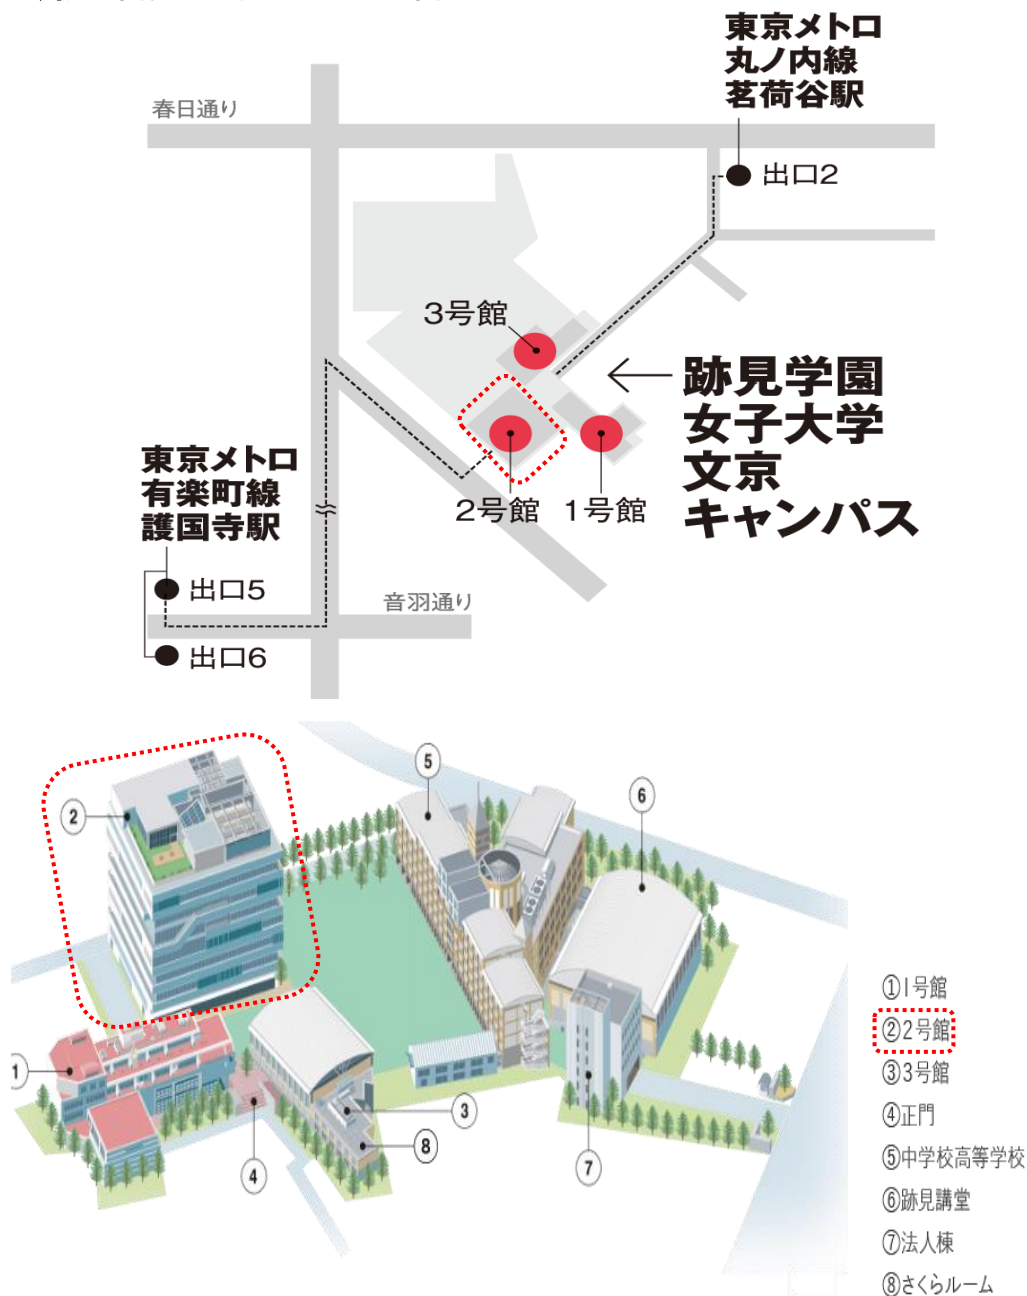 東京メトロ
丸ノ内線
茗荷谷駅
春日通り
出口2
3号館
跡見学園
女子大学
文京
キャンパス
東京メトロ
有楽町線
護国寺駅
2号館
1号館
出口5
音羽通り
出口6
5
6
2
1
3
8
4
7
①1号館
②2号館
③3号館
④正門
⑤中学校高等学校
⑥跡見講堂
⑦法人棟
⑧さくらルーム